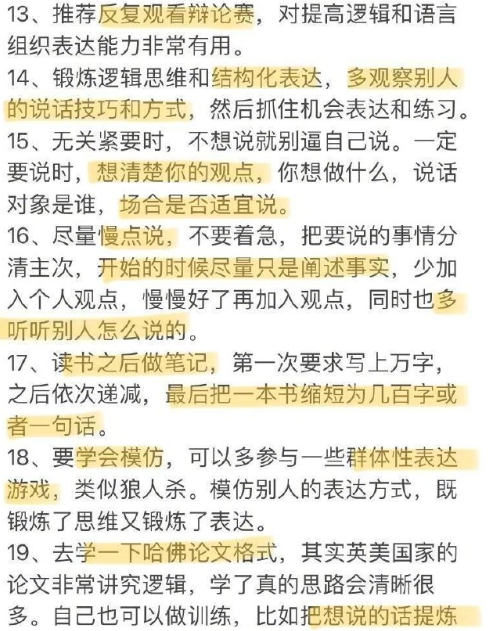 13、推荐反复观看辩论赛，对提高逻辑和语言
组织表达能力非常有用。
14、锻炼逻辑思维和结构化表达，多观察别人
的说话技巧和方式，然后抓住机会表达和练习。
15、无关紧要时，不想说就别逼自己说。一定
要说时，想清楚你的观点，你想做什么，说话
对象是谁，场合是否适宜说。
16、尽量慢点说，不要着急，把要说的事情分
清主次，开始的时候尽量只是阐述事实，少加
入个人观点，慢慢好了再加入观点，同时也多
听听别人怎么说的。
17、读书之后做笔记，第一次要求写上万字，
之后依次递减，最后把一本书缩短为几百字或
者一句话。
18、要学会模仿，可以多参与一些群体性表达
游戏，类似狼人杀。模仿别人的表达方式，既
锻炼了思维又锻炼了表达。
19、去学一下哈佛论文格式，其实英美国家的
论文非常讲究逻辑，学了真的思路会清晰很
多。自己也可以做训练，比如把想说的话提炼